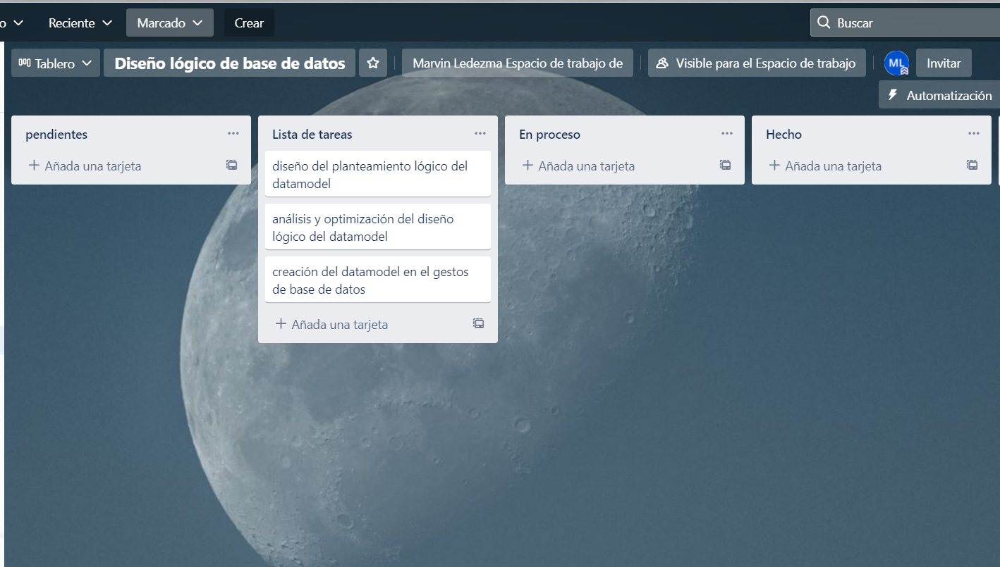 o
Reciente
Marcado
Crear
Buscar
Tablero
Diseño lógico de base de datos
Marvin Ledezma Espacio de trabajo de
Visible para el Espacio de trabajo
ML
Invitar
Automatización
pendientes
Añada una tarjeta
Lista de tareas
diseño del planteamiento lógico del
datamodel
análisis y optimización del diseño
lógico del datamodel
creación del datamodel en el gestos
de base de datos
Añada una tarjeta
En proceso
Añada una tarjeta
Hecho
Añada una tarjeta